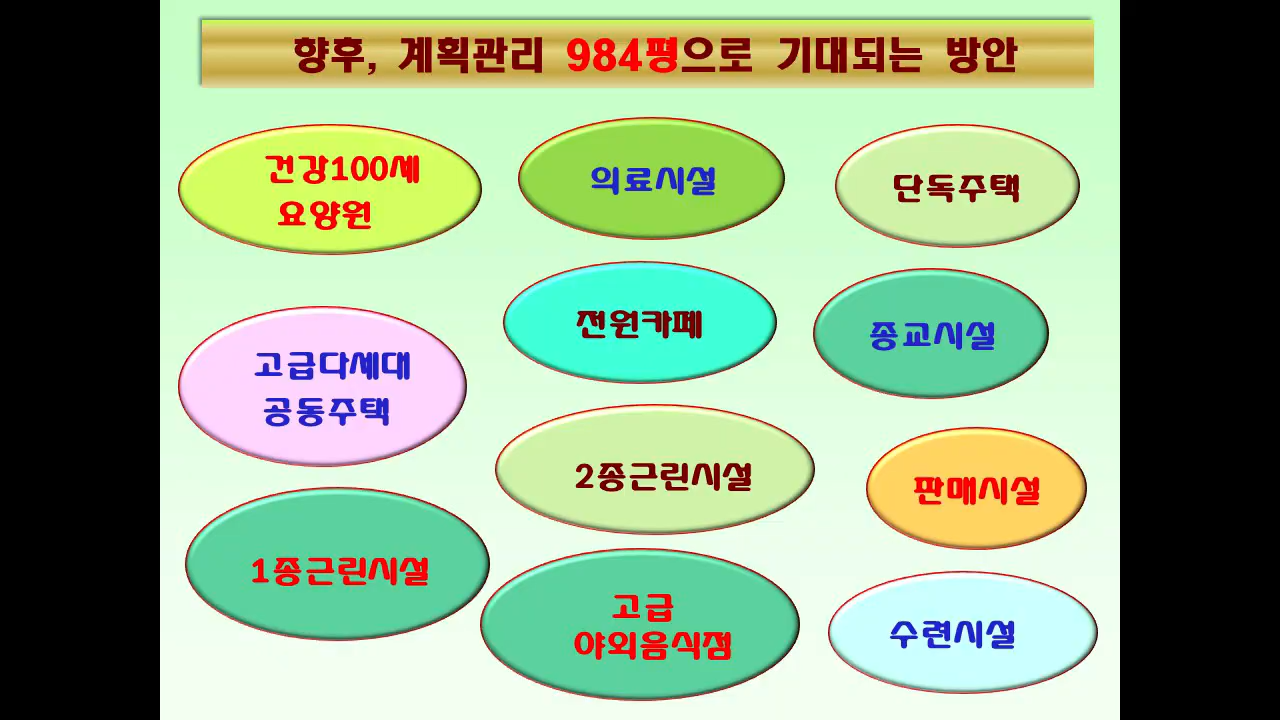 향후, 계획관리 984평으로 기대되는 방안
건강100세
요양원
의료시설
단독주택
전원카페
종교시설
고급다세대
공동주택
2종근린시설
판매시설
1종근린시설
고급
야외음식점
수련시설